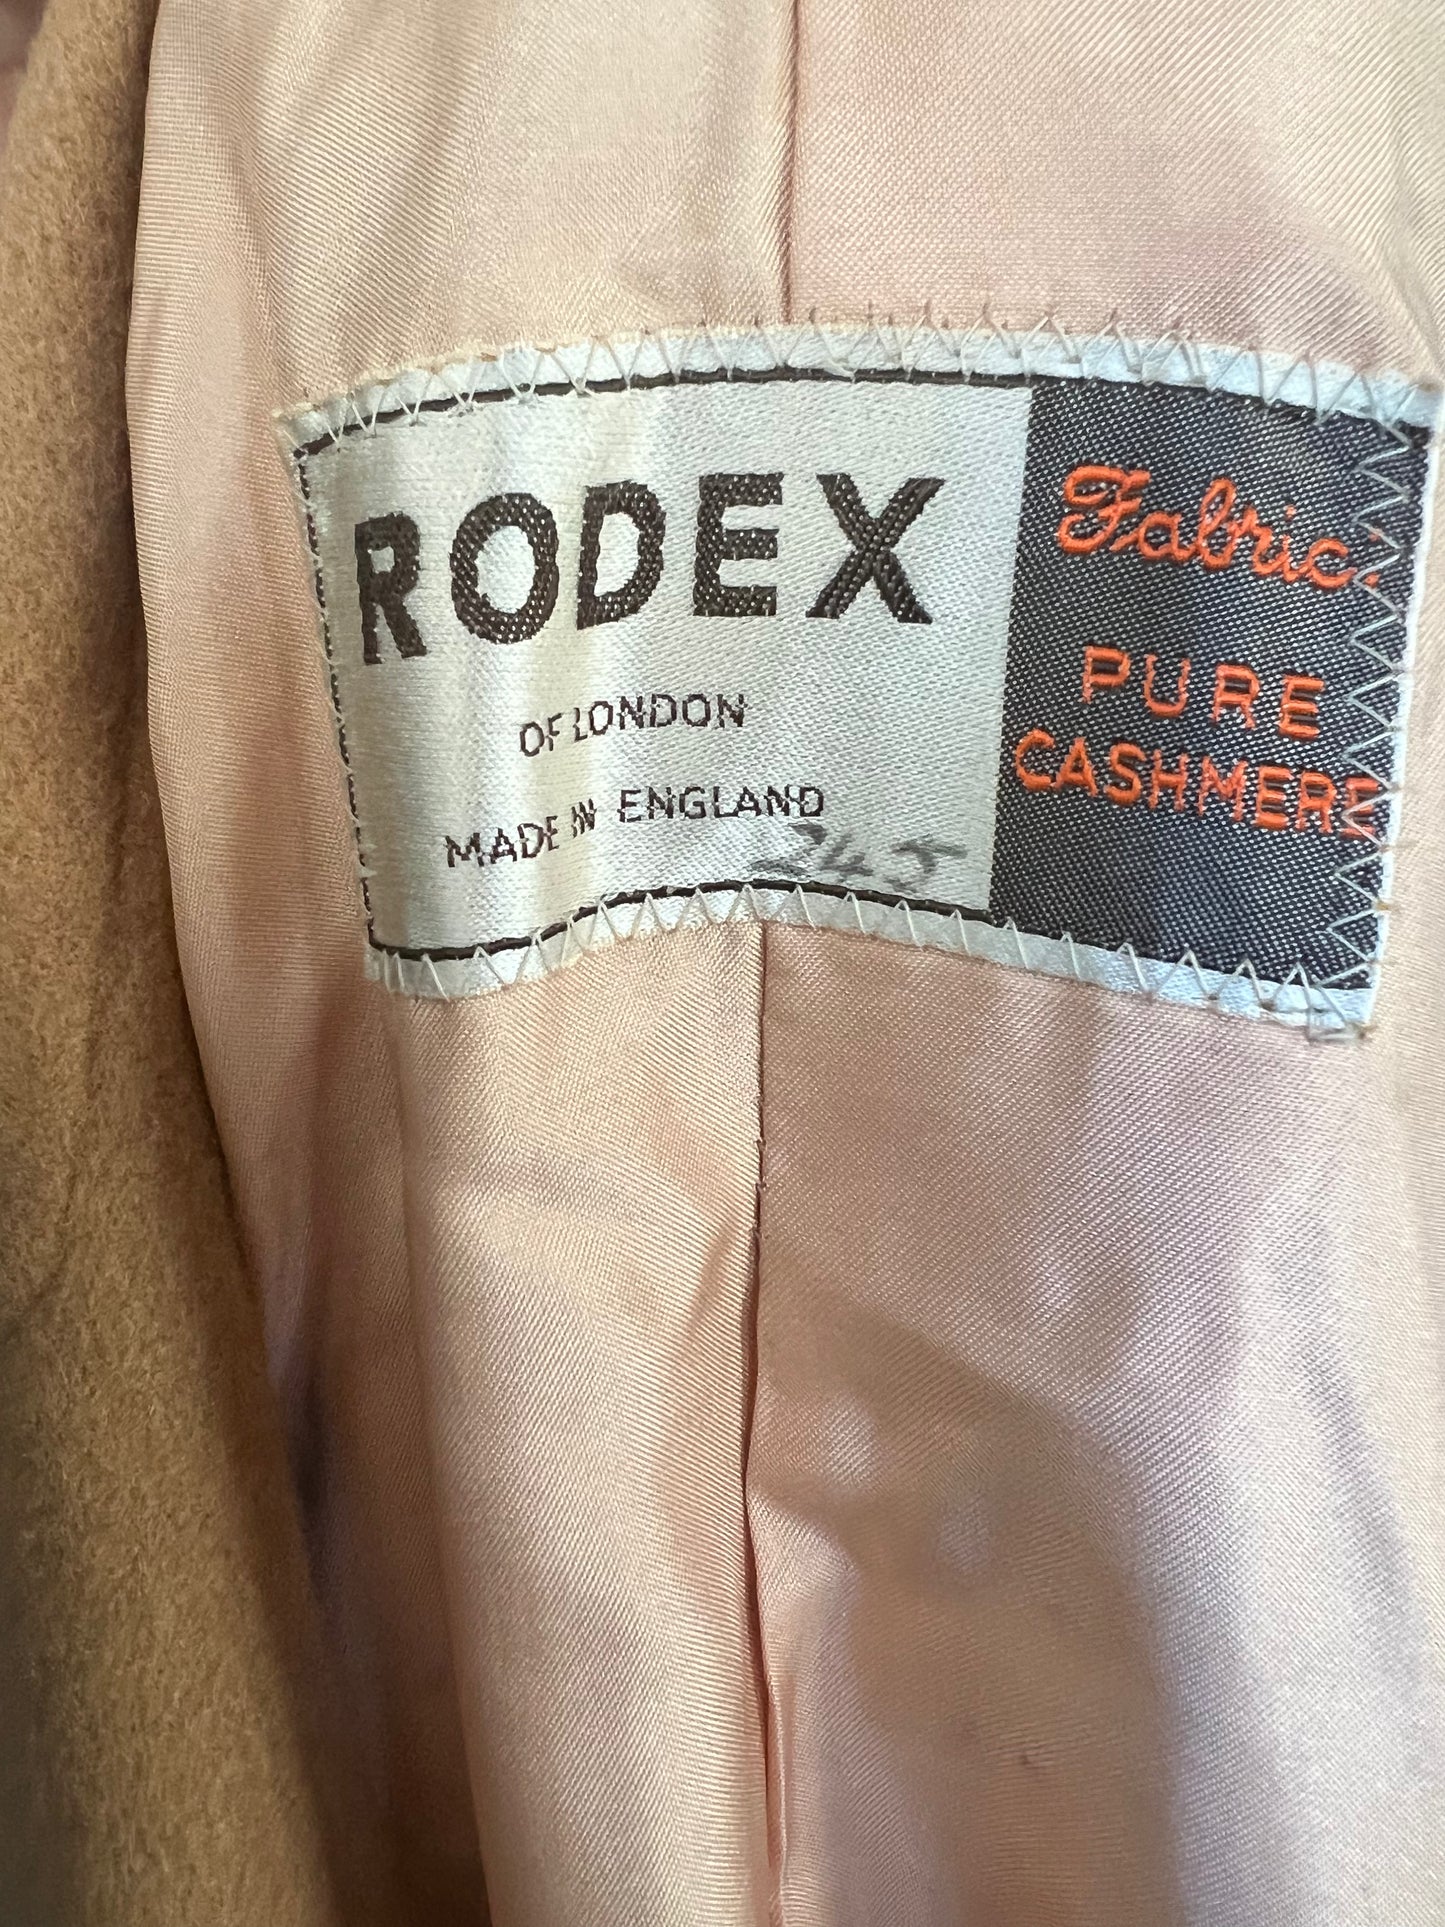 RODEX
OF LONDON
MADE IN ENGLAND
Fabric:
PURE
CASHMERE